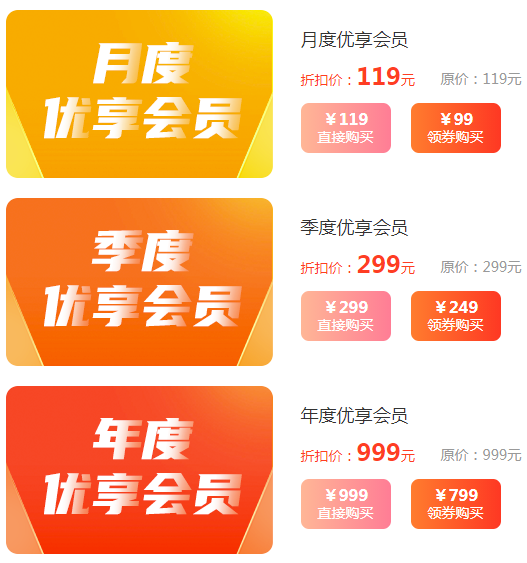 月度
优享会员
月度优享会员
折扣价：119元 原价：119元
￥119 ￥99
直接购买 领券购买
季度
优享会员
季度优享会员
折扣价：299元 原价：299元
￥299 ￥249
直接购买 领券购买
年度
优享会员
年度优享会员
折扣价：999元 原价：999元
￥999 ￥799
直接购买 领券购买